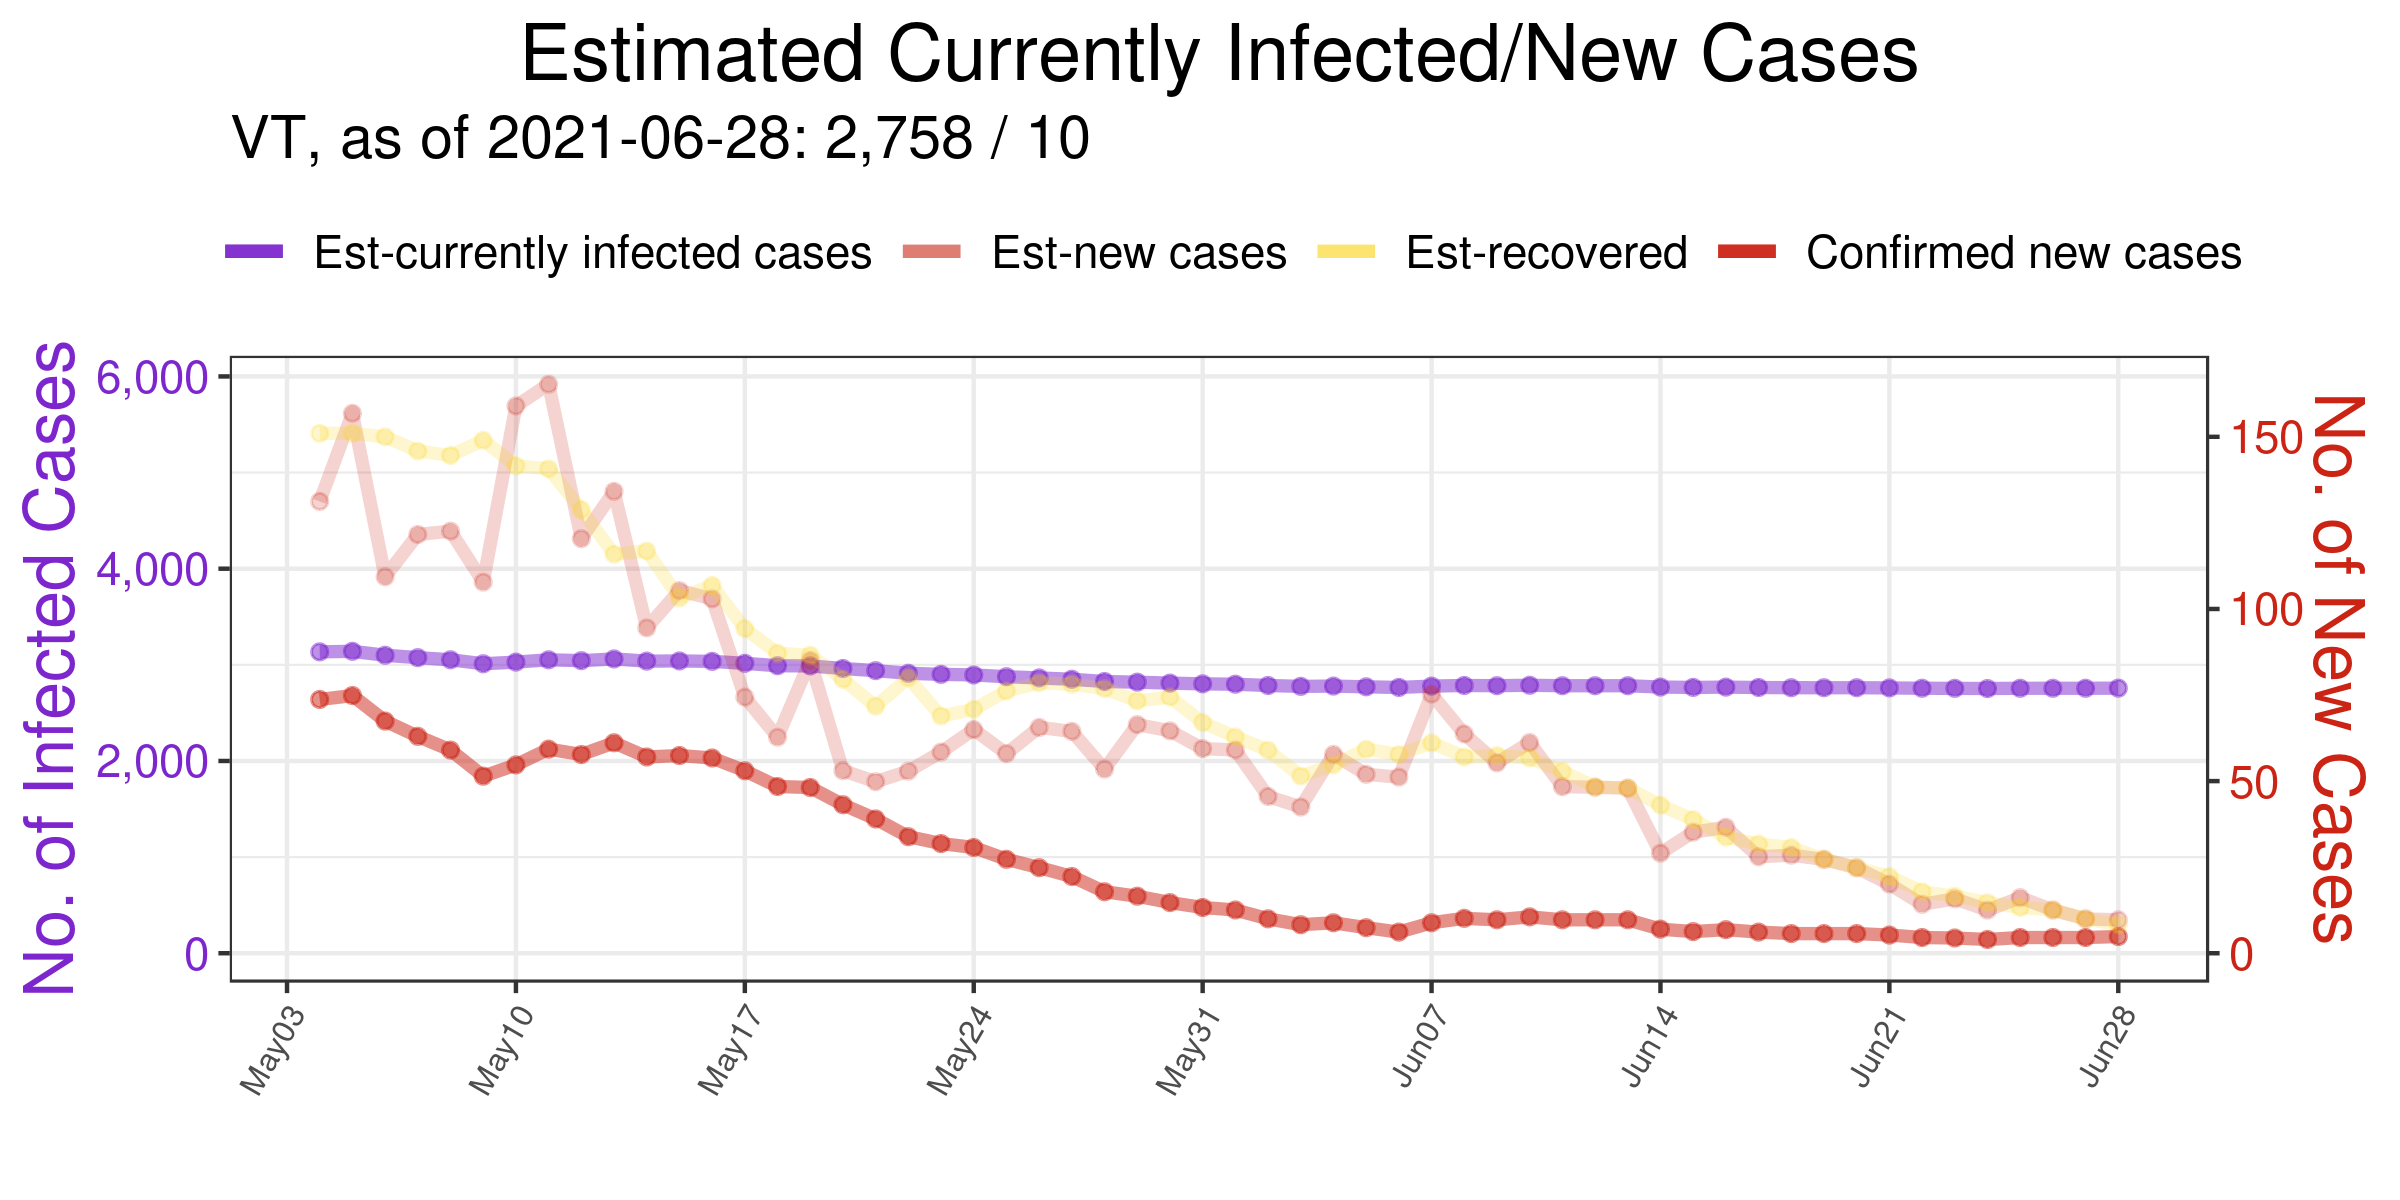 Estimated Currently Infected/New Cases
VT, as of 2021-06-28: 2,758 / 10
Est-currently infected cases Est-new cases Est-recovered Confirmed new cases
No. of Infected Cases
6,000
4,000
2,000
0
No. of New Cases
150
100
50
0
May03 May10 May17 May24 May31 Jun07 Jun14 Jun21 Jun28